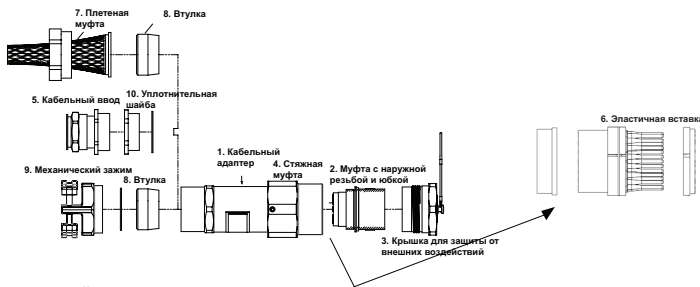 7. Плетеная
муфта
8. Втулка
5. Кабельный ввод
10. Уплотнительная
шайба
6. Эластичная вставка
1. Кабельный
адаптер
4. Стяжная
муфта
9. Механический зажим
8. Втулка
2. Муфта с наружной
резьбой и юбкой
3. Крышка для защиты от
внешних воздействий